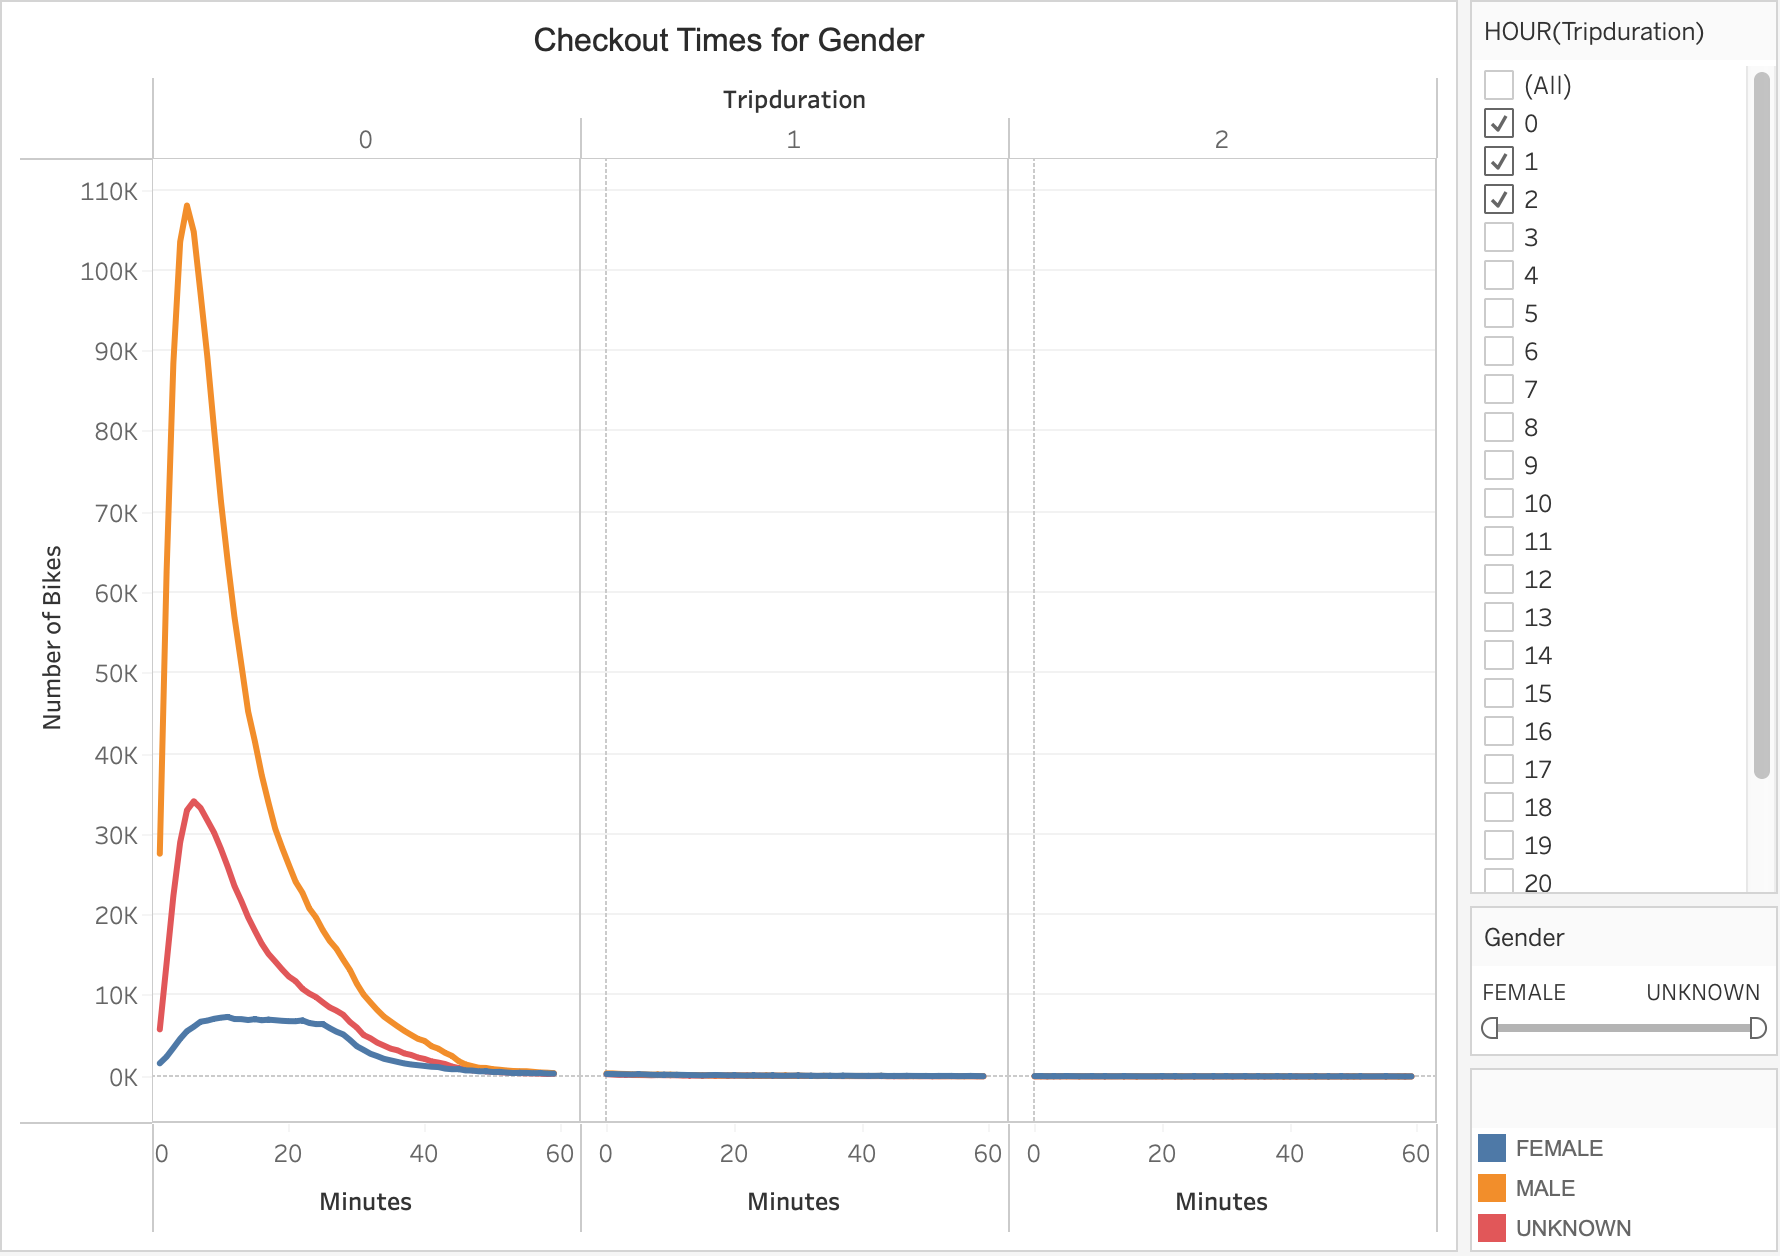 Checkout Times for Gender
Tripduration
0 1 2
110K
100K
90K
80K
70K
60K
50K
40K
30K
20K
10K
0K
Number of Bikes
0 20 40 60 0 20 40 60 0 20 40 60
Minutes Minutes Minutes
HOUR(Tripduration)
(All)
0
1
2
3
4
5
6
7
8
9
10
11
12
13
14
15
16
17
18
19
20
Gender
FEMALE UNKNOWN
FEMALE
MALE
UNKNOWN